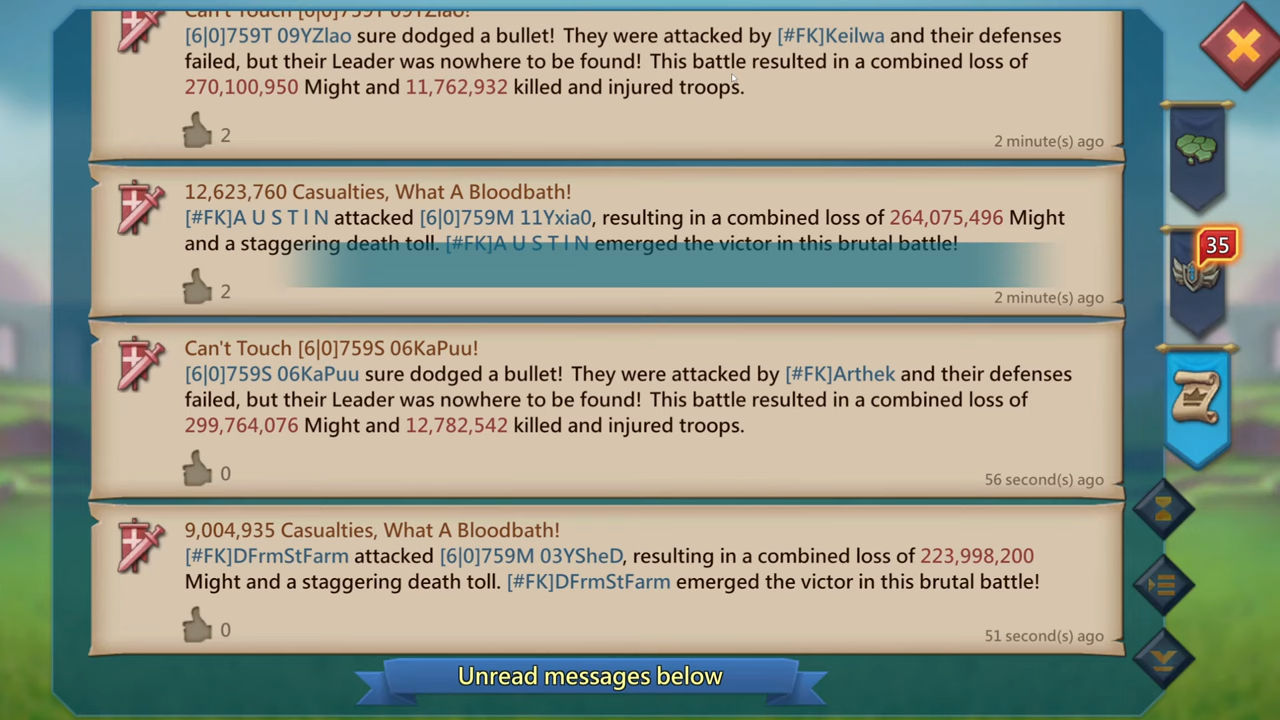 Can't Touch [6|0]759T 09YZlao!
[6|0]759T 09YZlao sure dodged a bullet! They were attacked by [#FK]Keilwa and their defenses
failed, but their Leader was nowhere to be found! This battle resulted in a combined loss of
270,100,950 Might and 11,762,932 killed and injured troops.
2
2 minute(s) ago
12,623,760 Casualties, What A Bloodbath!
[#FK]A U S T l N attacked [6|0]759M 11Yxia0, resulting in a combined loss of 264,075,496 Might
and a staggering death toll. [#FK]A U S T l N emerged the victor in this brutal battle!
2
2 minute(s) ago
35
Can't Touch [6|0]759S 06KaPuu!
[6|0]759S 06KaPuu sure dodged a bullet! They were attacked by [#FK]Arthek and their defenses
failed, but their Leader was nowhere to be found! This battle resulted in a combined loss of
299,764,076 Might and 12,782,542 killed and injured troops.
0
56 second(s) ago
9,004,935 Casualties, What A Bloodbath!
[#FK]DFrmStFarm attacked [6|0]759M 03YSheD, resulting in a combined loss of 223,998,200
Might and a staggering death toll. [#FK]DFrmStFarm emerged the victor in this brutal battle!
0
51 second(s) ago
Unread messages below